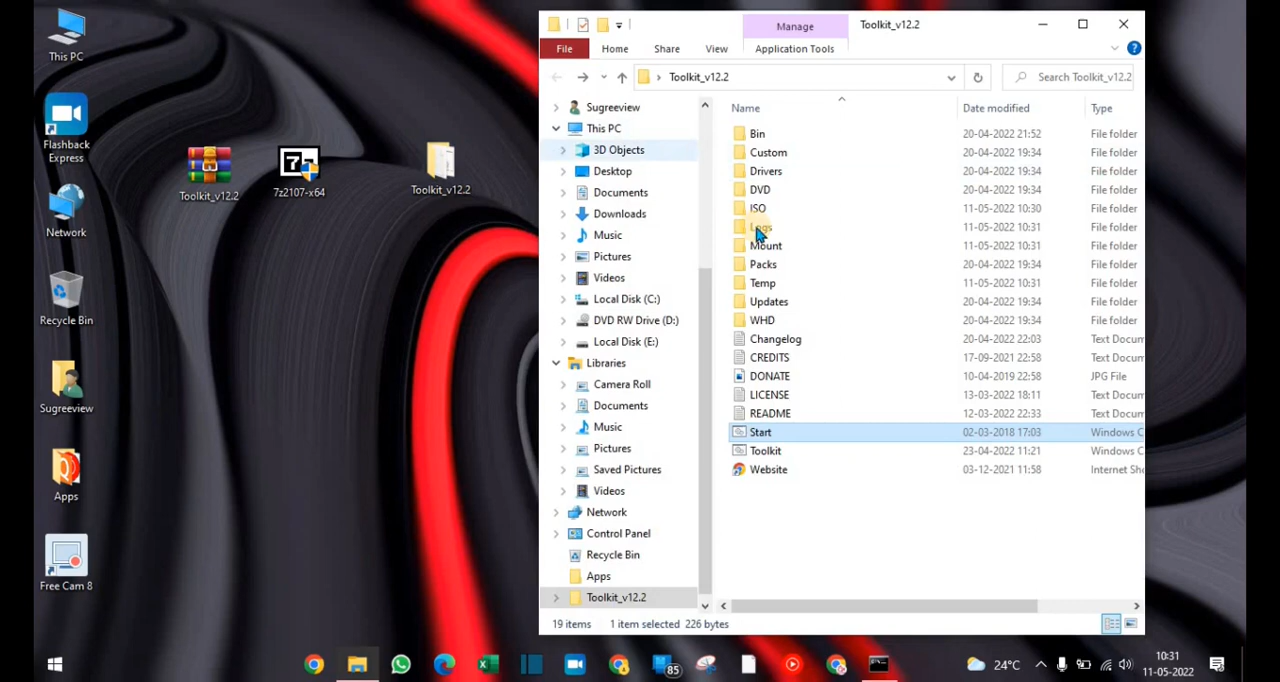 This PC
Flashback
Express
Network
Recycle Bin
Sugreeview
Apps
Free Cam 8
Toolkit_v12.2
7z2107-x64
Toolkit_v12.2
Manage
Toolkit_v12.2
File
Home
Share
View
Application Tools
Toolkit_v12.2
Search Toolkit_v12.2
Sugreeview
This PC
3D Objects
Desktop
Documents
Downloads
Music
Pictures
Videos
Local Disk (C:)
DVD RW Drive (D:)
Local Disk (E:)
Libraries
Camera Roll
Documents
Music
Pictures
Saved Pictures
Videos
Network
Control Panel
Recycle Bin
Apps
Toolkit_v12.2
Name Date modified Type
Bin 20-04-2022 21:52 File folder
Custom 20-04-2022 19:34 File folder
Drivers 20-04-2022 19:34 File folder
DVD 20-04-2022 19:34 File folder
ISO 11-05-2022 10:30 File folder
Logs 11-05-2022 10:31 File folder
Mount 11-05-2022 10:31 File folder
Packs 20-04-2022 19:34 File folder
Temp 11-05-2022 10:31 File folder
Updates 20-04-2022 19:34 File folder
WHD 20-04-2022 19:34 File folder
Changelog 20-04-2022 22:03 Text Docum
CREDITS 17-09-2021 22:58 Text Docum
DONATE 10-04-2019 22:58 JPG File
LICENSE 13-03-2022 18:11 Text Docum
README 12-03-2022 22:33 Text Docum
Start 02-03-2018 17:03 Windows C
Toolkit 23-04-2022 11:21 Windows C
Website 03-12-2021 11:58 Internet Sho
19 items 1 item selected 226 bytes
85
24°C
10:31
11-05-2022